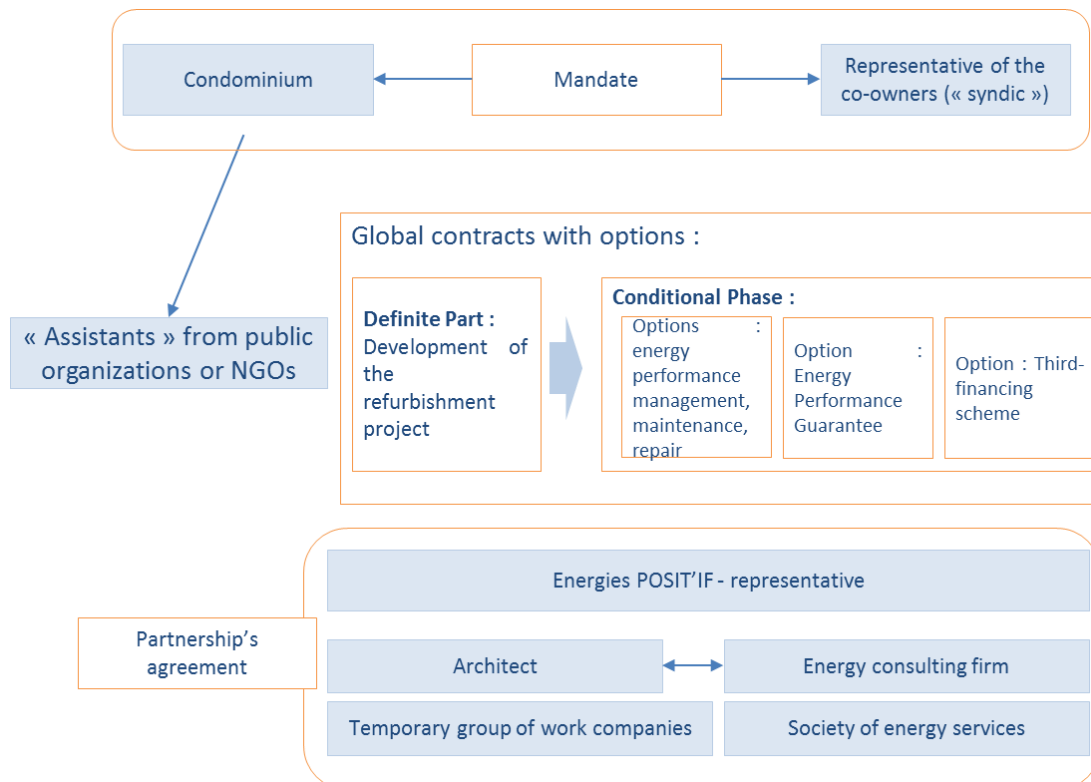 Condominium
Mandate
Representative of the
co-owners (« syndic »)
« Assistants » from public
organizations or NGOs
Global contracts with options :
Definite Part :
Development of
the
refurbishment
project
Conditional Phase :
Options :
energy
performance
management,
maintenance,
repair
Option :
Energy
Performance
Guarantee
Option : Third-
financing
scheme
Partnership’s
agreement
Energies POSIT’IF - representative
Architect
Energy consulting firm
Temporary group of work companies
Society of energy services